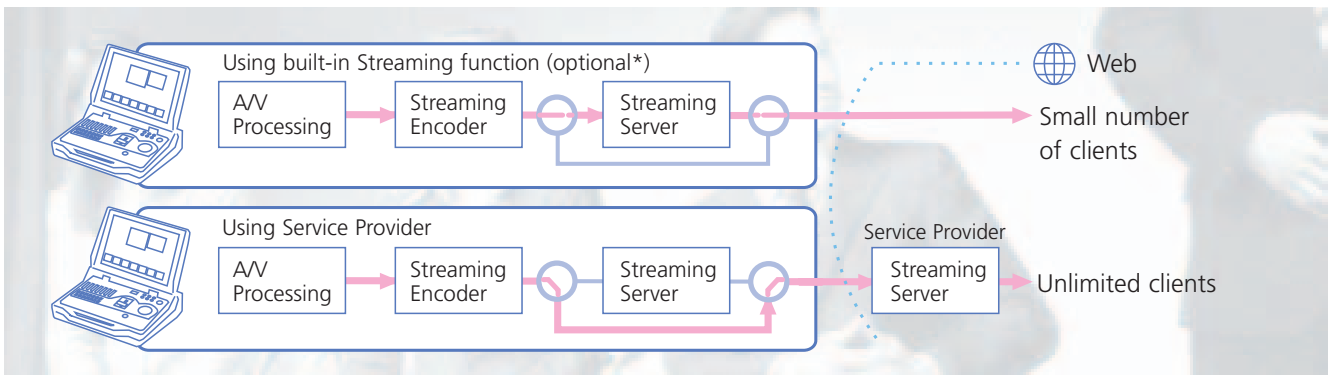 Using built-in Streaming function (optional*)
A/V
Processing
Streaming
Encoder
Streaming
Server
Web
Small number
of clients
Using Service Provider
A/V
Processing
Streaming
Encoder
Streaming
Server
Service Provider
Streaming
Server
Unlimited clients